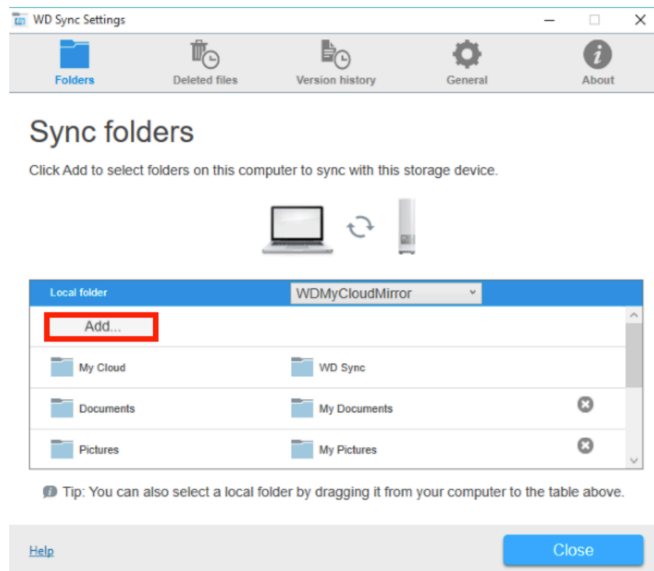 WD Sync Settings
Folders
Deleted files
Version history
General
About
Sync folders
Click Add to select folders on this computer to sync with this storage device.
Local folder
WDMyCloudMirror
Add...
My Cloud
WD Sync
Documents
My Documents
Pictures
My Pictures
Tip: You can also select a local folder by dragging it from your computer to the table above.
Help
Close